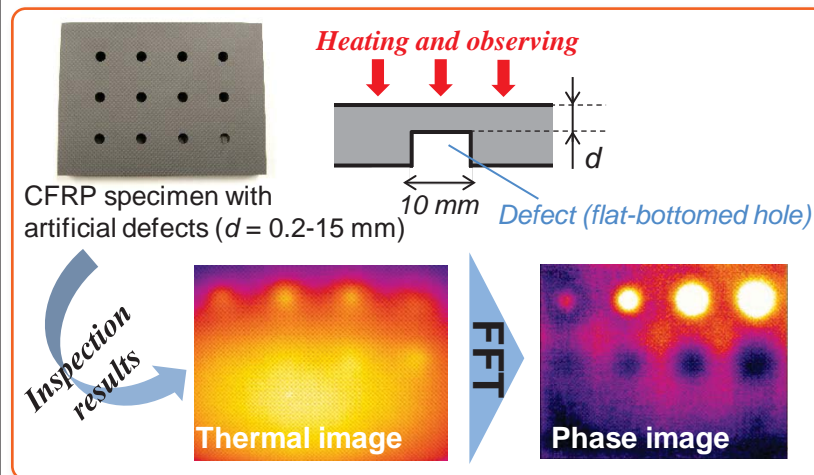 Heating and observing
d
10 mm
Defect (flat-bottomed hole)
CFRP specimen with
artificial defects (d = 0.2-15 mm)
Inspection
results
Thermal image
FFT
Phase image